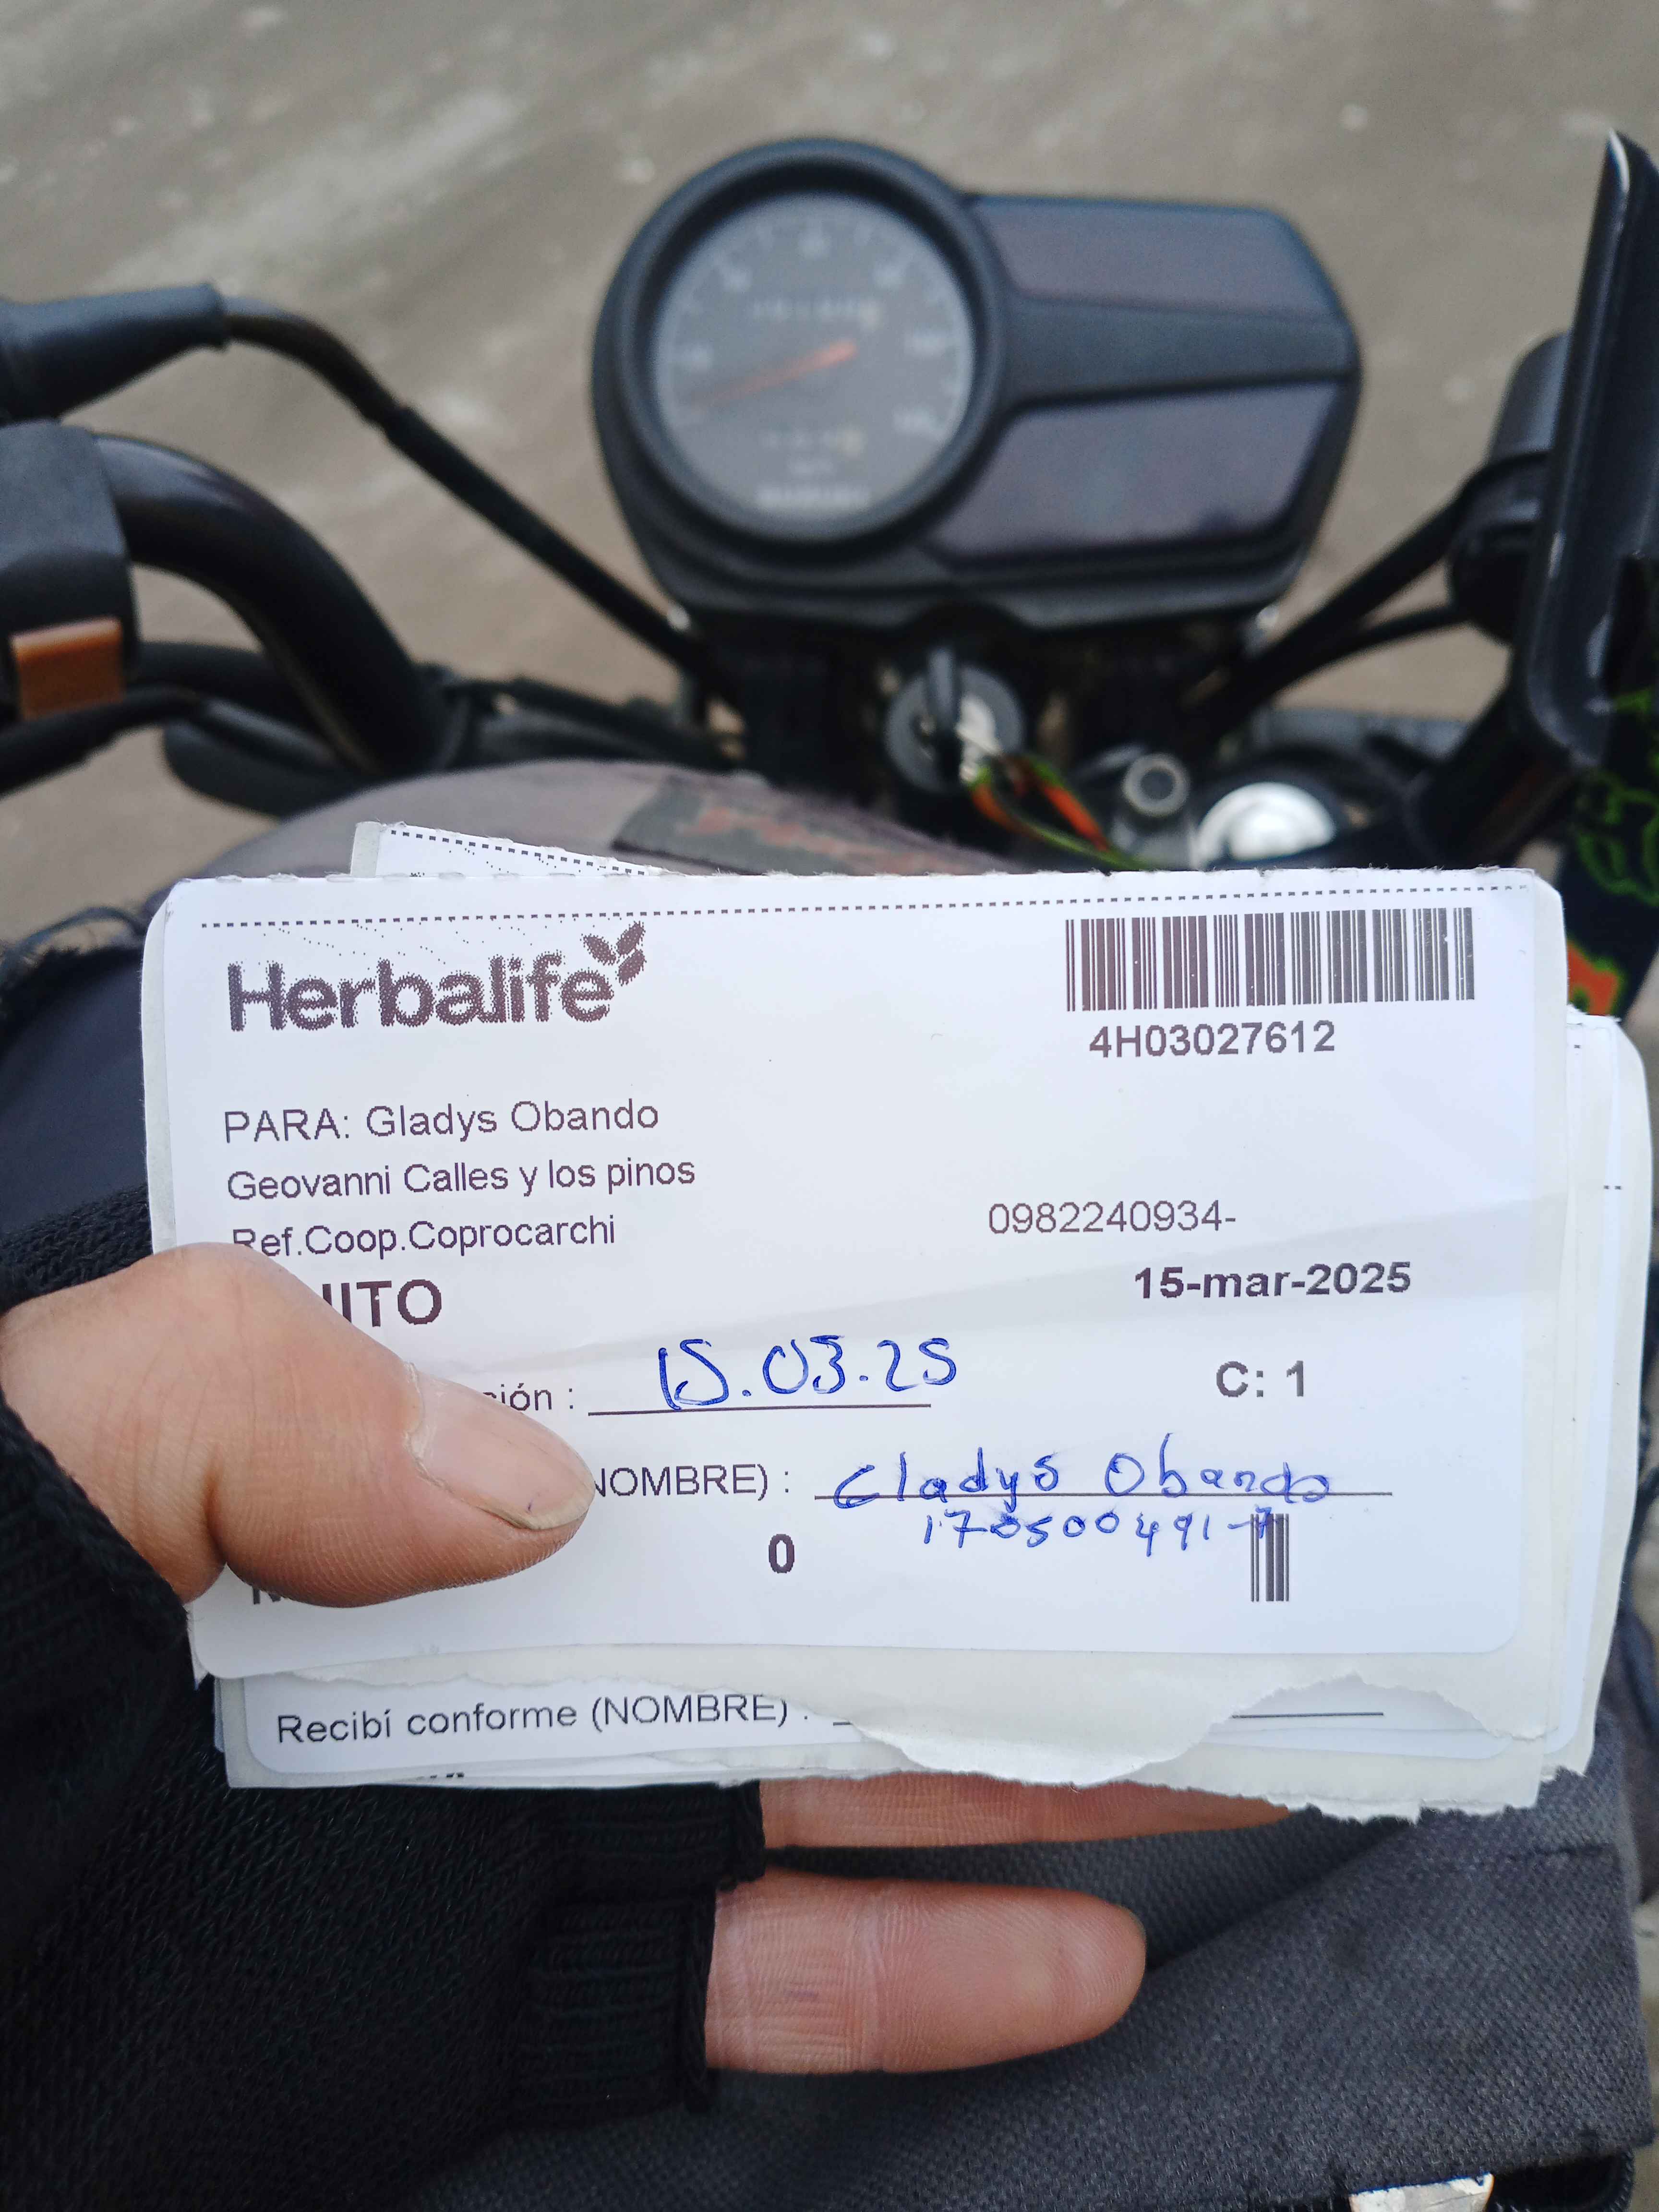 Herbalife
4H03027612
PARA: Gladys Obando
Geovanni Calles y los pinos
Ref.Coop.Coprocarchi
0982240934-
UITO
15-mar-2025
ión : 15.03.25
C: 1
NOMBRE) : Gladys Obando
170500491-7
0
Recibí conforme (NOMBRE) :